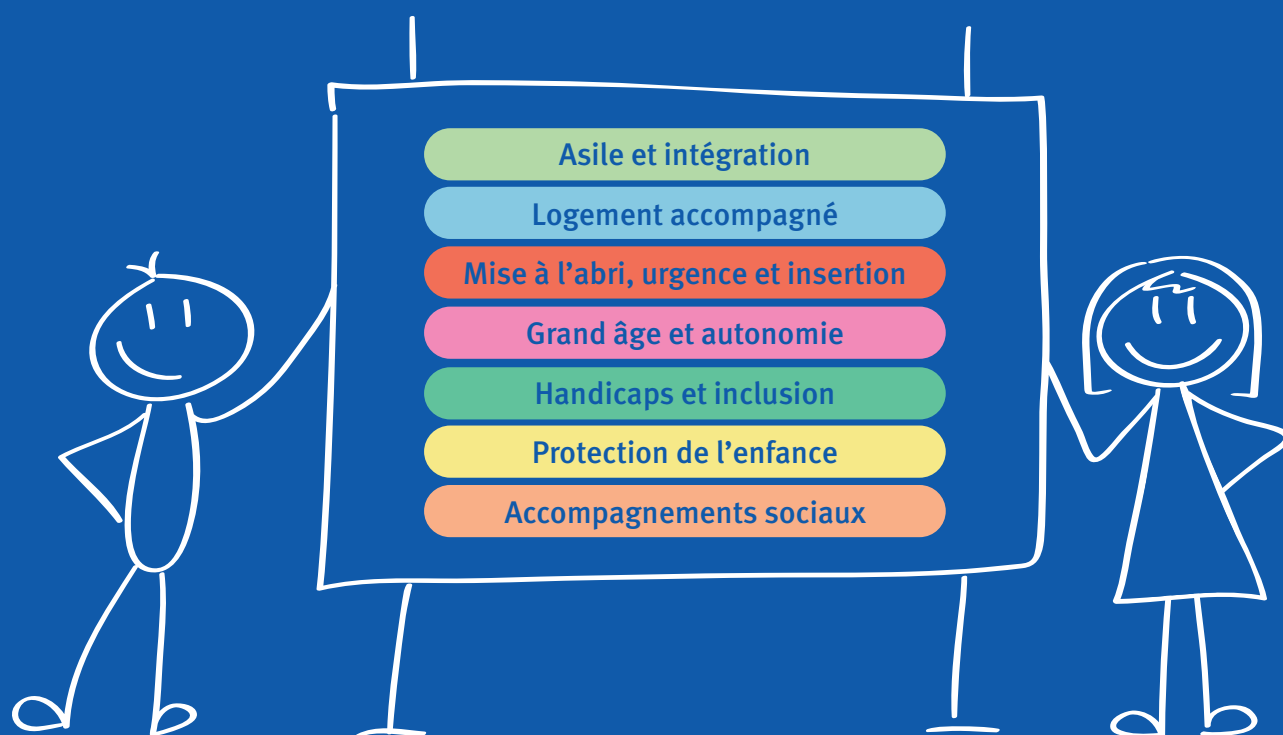 Asile et intégration
Logement accompagné
Mise à l’abri, urgence et insertion
Grand âge et autonomie
Handicaps et inclusion
Protection de l’enfance
Accompagnements sociaux